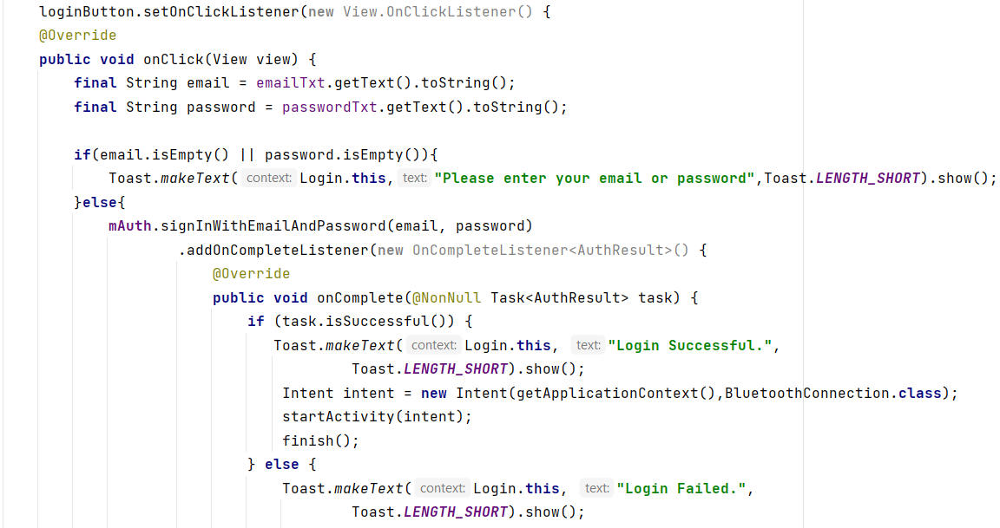 loginButton.setOnClickListener(new View.OnClickListener() {
@Override
public void onClick(View view) {
final String email = emailTxt.getText().toString();
final String password = passwordTxt.getText().toString();
if(email.isEmpty() || password.isEmpty()){
Toast.makeText( context: Login.this, text: "Please enter your email or password",Toast.LENGTH_SHORT).show();
}else{
mAuth.signInWithEmailAndPassword(email, password)
.addOnCompleteListener(new OnCompleteListener<AuthResult>() {
@Override
public void onComplete(@NonNull Task<AuthResult> task) {
if (task.isSuccessful()) {
Toast.makeText( context: Login.this, text: "Login Successful.",
Toast.LENGTH_SHORT).show();
Intent intent = new Intent(getApplicationContext(),BluetoothConnection.class);
startActivity(intent);
finish();
} else {
Toast.makeText( context: Login.this, text: "Login Failed.",
Toast.LENGTH_SHORT).show();